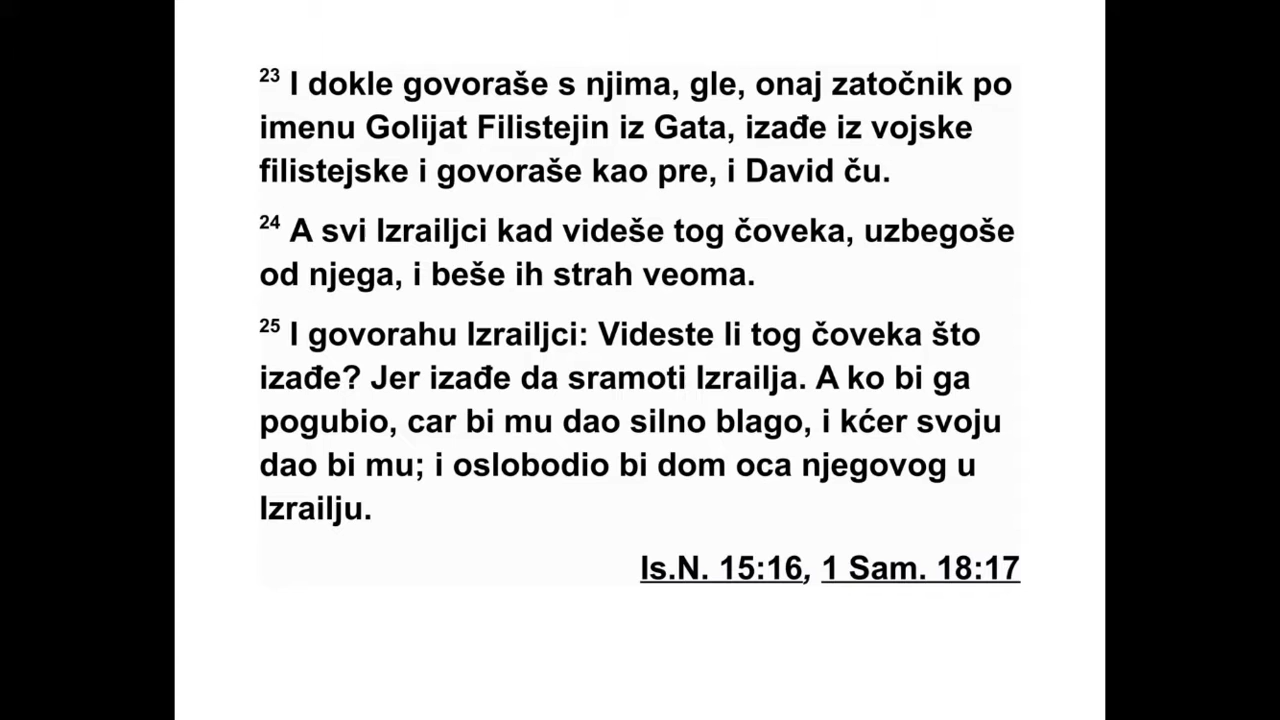 23 I dokle govoraše s njima, gle, onaj zatočnik po
imenu Golijat Filistejin iz Gata, izađe iz vojske
filistejske i govoraše kao pre, i David ču.
24 A svi Izrailjci kad videše tog čoveka, uzbegoše
od njega, i beše ih strah veoma.
25 I govorahu Izrailjci: Videste li tog čoveka što
izađe? Jer izađe da sramoti Izrailja. A ko bi ga
pogubio, car bi mu dao silno blago, i kćer svoju
dao bi mu; i oslobodio bi dom oca njegovog u
Izrailju.
Is.N. 15:16, 1 Sam. 18:17